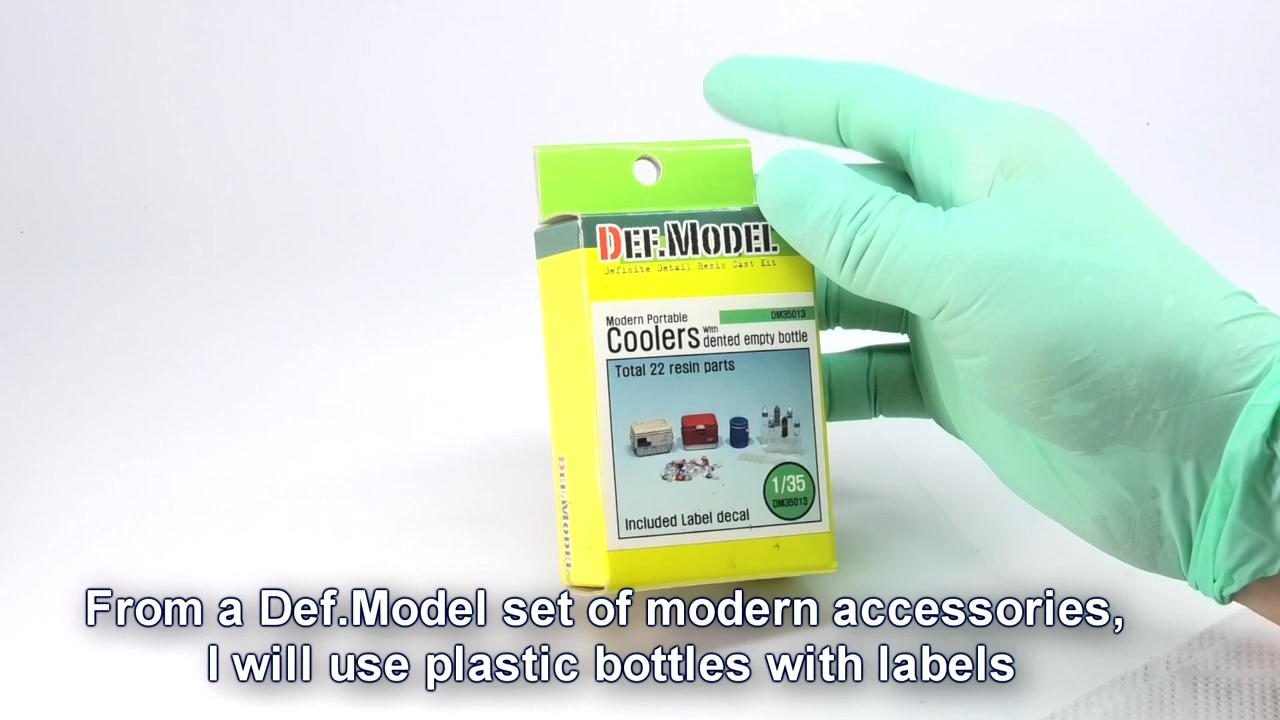 DEF.MODEL
Definite Detail Resin Cast Kit
Modern Portable
DM35013
Coolers With dented empty bottle
Total 22 resin parts
1/35
DM35013
Included Label decal
DEF.MODEL
From a Def.Model set of modern accessories,
I will use plastic bottles with labels